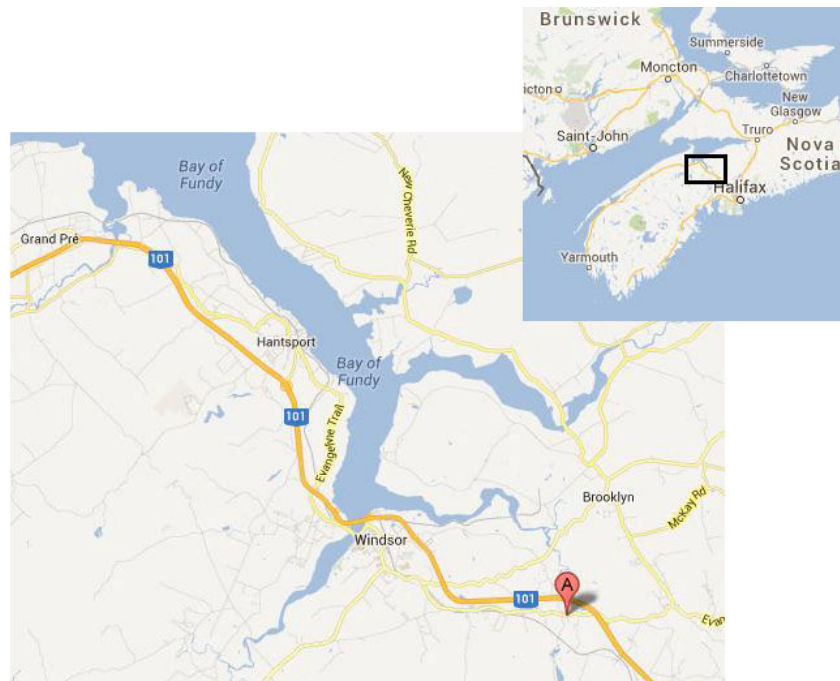 Brunswick
Summerside
Moncton
Charlottetown
icton
New
Glasgow
Truro
Saint-John
Nova
Scotia
Halifax
Yarmouth
Bay of
Fundy
New Cheverie Rd
Grand Pré
101
Hantsport
Bay of
Fundy
101
Evangelyne Trail
Brooklyn
McKay Rd
Windsor
A
101
Evan